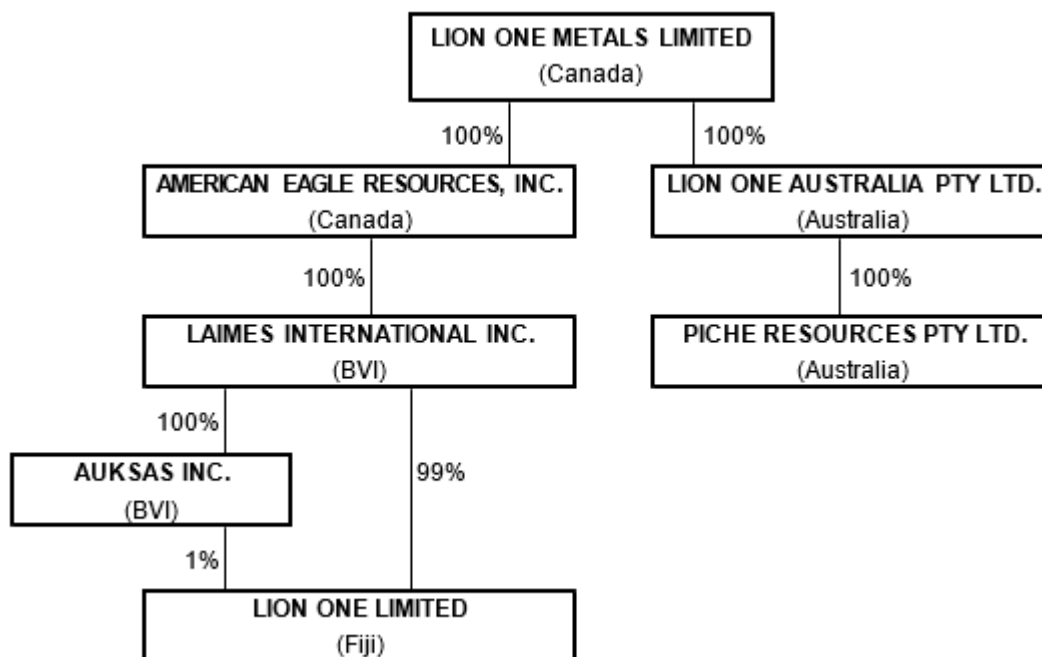 LION ONE METALS LIMITED
(Canada)
100%
100%
AMERICAN EAGLE RESOURCES, INC.
(Canada)
LION ONE AUSTRALIA PTY LTD.
(Australia)
100%
100%
LAIMES INTERNATIONAL INC.
(BVI)
PICHE RESOURCES PTY LTD.
(Australia)
100%
99%
AUKSAS INC.
(BVI)
1%
LION ONE LIMITED
(Fiji)